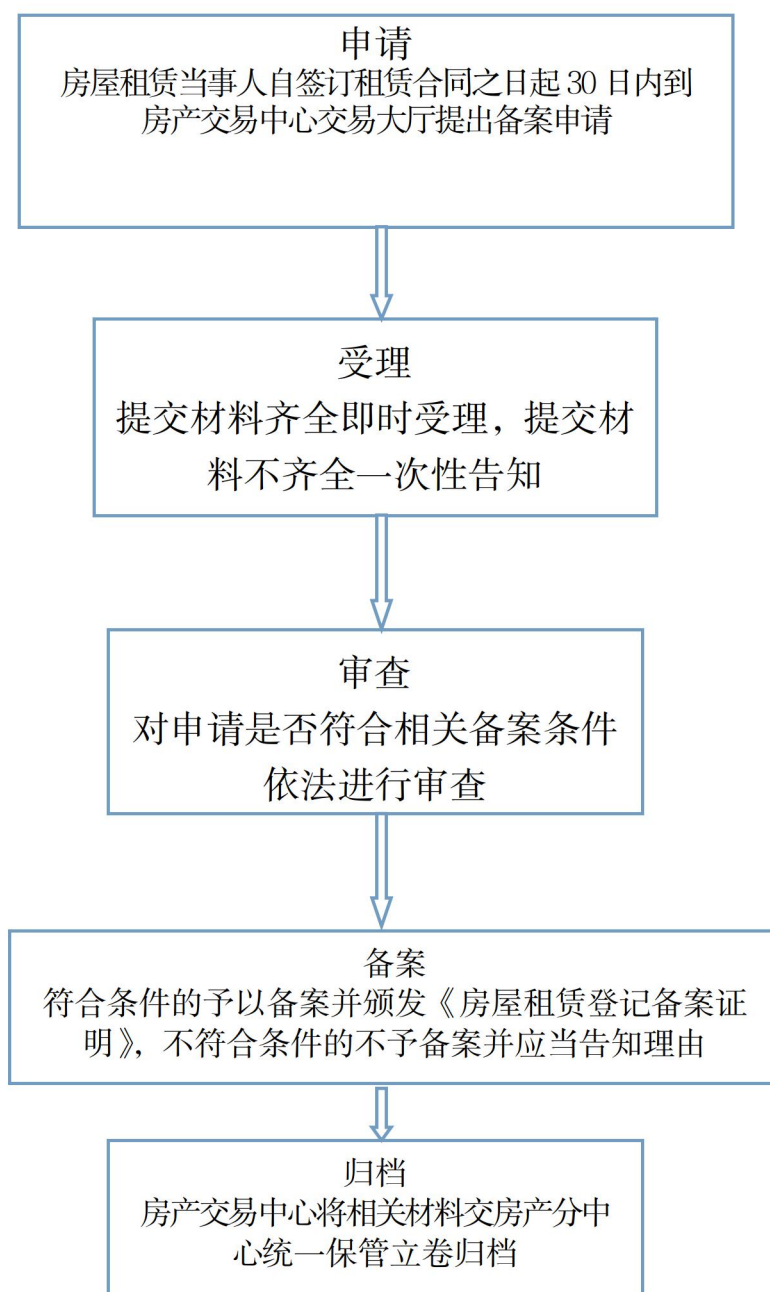 申请
房屋租赁当事人自签订租赁合同之日起 30 日内到
房产交易中心交易大厅提出备案申请
受理
提交材料齐全即时受理，提交材
料不齐全一次性告知
审查
对申请是否符合相关备案条件
依法进行审查
备案
符合条件的予以备案并颁发《房屋租赁登记备案证
明》，不符合条件的不予备案并应当告知理由
归档
房产交易中心将相关材料交房产分中
心统一保管立卷归档